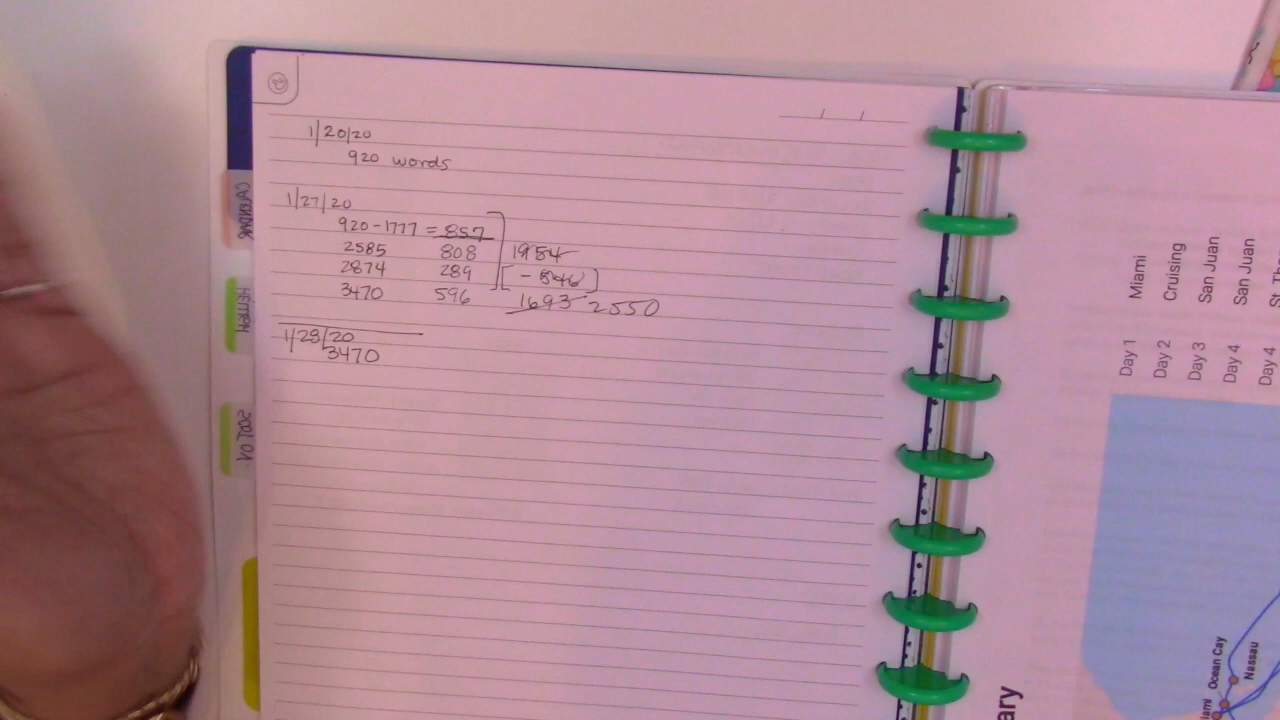 1/20/20
920 words
1/27/20
920-1777 = 857
2585 808 1954
2874 289
3470 596 1693 2550
1/28/20
3470
Day 1 Miami
Day 2 Cruising
Day 3 San Juan
Day 4 San Juan
Day 4
Ocean Cay
Nassau